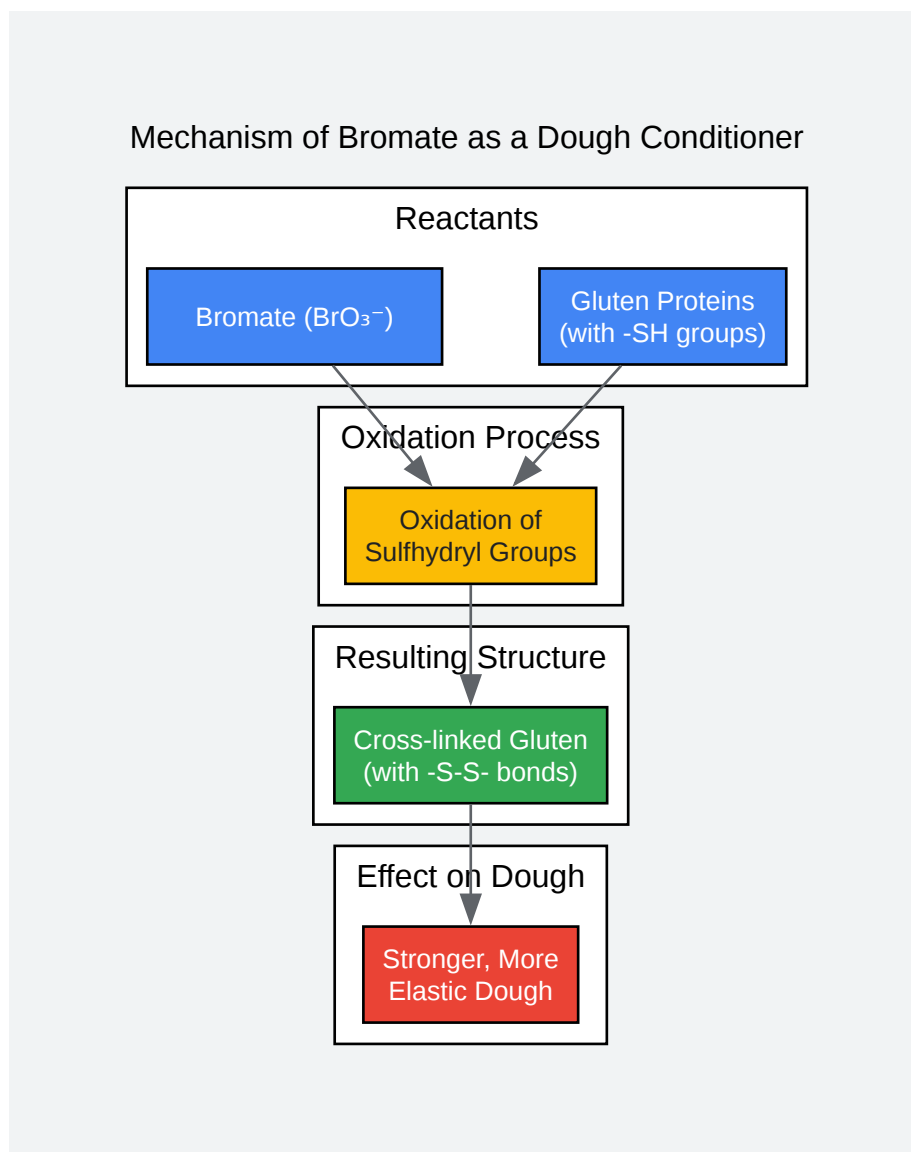 Mechanism of Bromate as a Dough Conditioner
Reactants
Bromate (BrO₃⁻)
Gluten Proteins
(with -SH groups)
Oxidation Process
Oxidation of
Sulfhydryl Groups
Resulting Structure
Cross-linked Gluten
(with -S-S- bonds)
Effect on Dough
Stronger, More
Elastic Dough